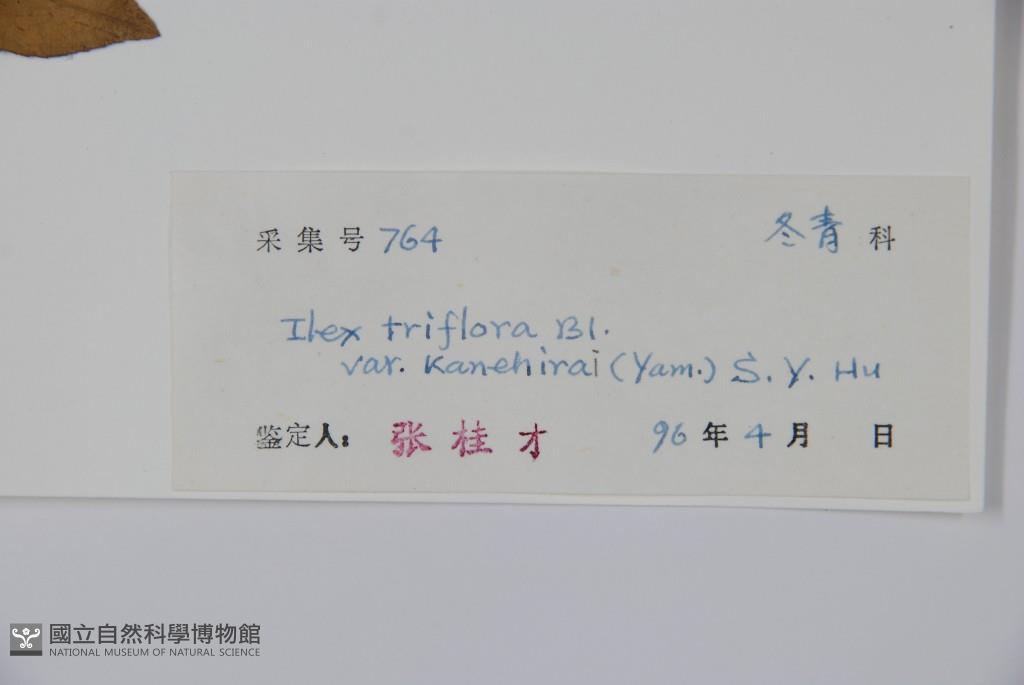 采集号 764 冬青科
Ilex triflora Bl.
var. Kanehirai (Yam.) S. Y. Hu
鉴定人: 张桂才 96年4月 日
國立自然科學博物館
NATIONAL MUSEUM OF NATURAL SCIENCE